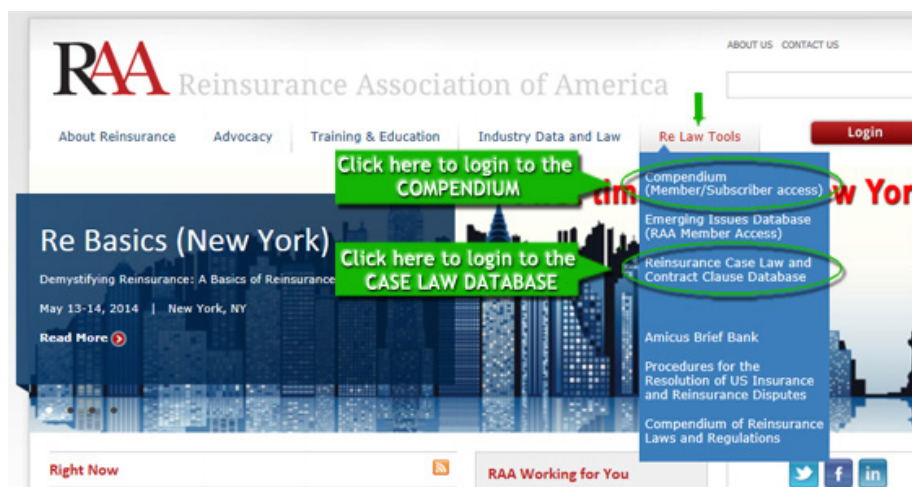 ABOUT US CONTACT US
RAA Reinsurance Association of America
About Reinsurance Advocacy Training & Education Industry Data and Law Re Law Tools Login
Click here to login to the
COMPENDIUM
Compendium
(Member/Subscriber access)
tim
w Yor
Emerging Issues Database
(RAA Member Access)
Re Basics (New York)
Click here to login to the
CASE LAW DATABASE
Reinsurance Case Law and
Contract Clause Database
Demystifying Reinsurance: A Basics of Reinsurance
May 13-14, 2014 | New York, NY
Read More
Amicus Brief Bank
Procedures for the
Resolution of US Insurance
and Reinsurance Disputes
Compendium of Reinsurance
Laws and Regulations
Right Now
RAA Working for You
f in